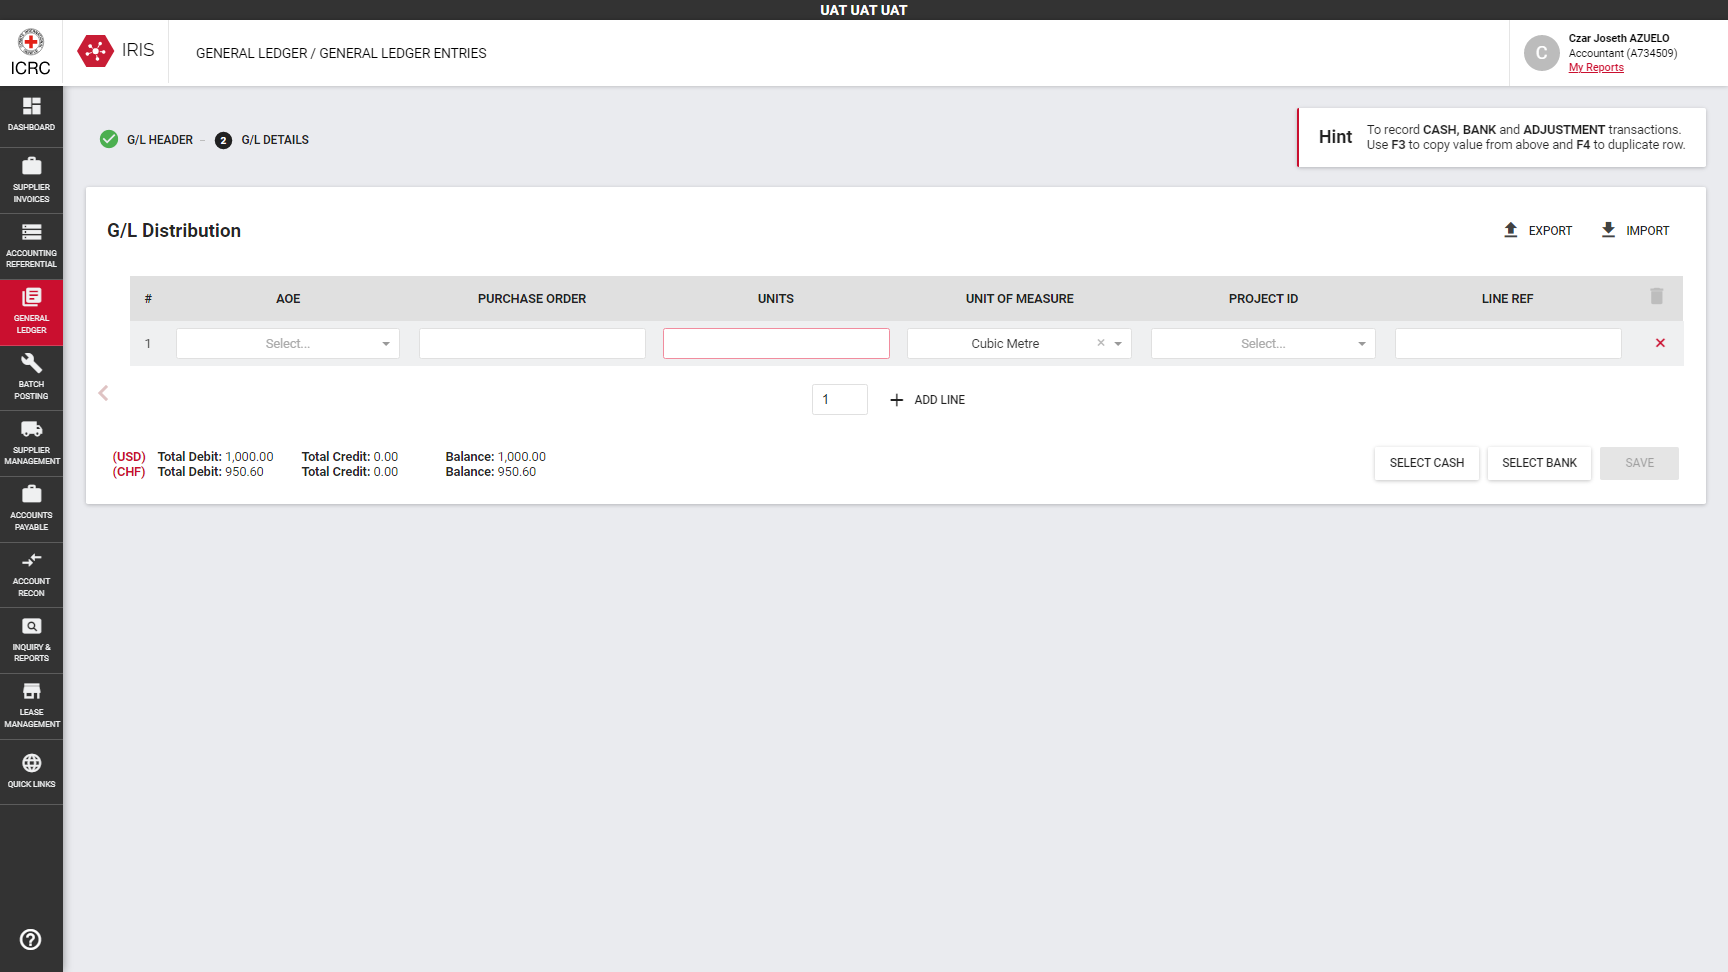 UAT UAT UAT
ICRC
IRIS
GENERAL LEDGER / GENERAL LEDGER ENTRIES
C
Czar Joseth AZUELO
Accountant (A734509)
My Reports
DASHBOARD
SUPPLIER
INVOICES
ACCOUNTING
REFERENTIAL
GENERAL
LEDGER
BATCH
POSTING
SUPPLIER
MANAGEMENT
ACCOUNTS
PAYABLE
ACCOUNT
RECON
INQUIRY &
REPORTS
LEASE
MANAGEMENT
QUICK LINKS
G/L HEADER
2 G/L DETAILS
Hint
To record CASH, BANK and ADJUSTMENT transactions.
Use F3 to copy value from above and F4 to duplicate row.
G/L Distribution
EXPORT
IMPORT
# AOE PURCHASE ORDER UNITS UNIT OF MEASURE PROJECT ID LINE REF
1 Select... Cubic Metre × Select...
1 + ADD LINE
(USD) Total Debit: 1,000.00 Total Credit: 0.00 Balance: 1,000.00
(CHF) Total Debit: 950.60 Total Credit: 0.00 Balance: 950.60
SELECT CASH
SELECT BANK
SAVE